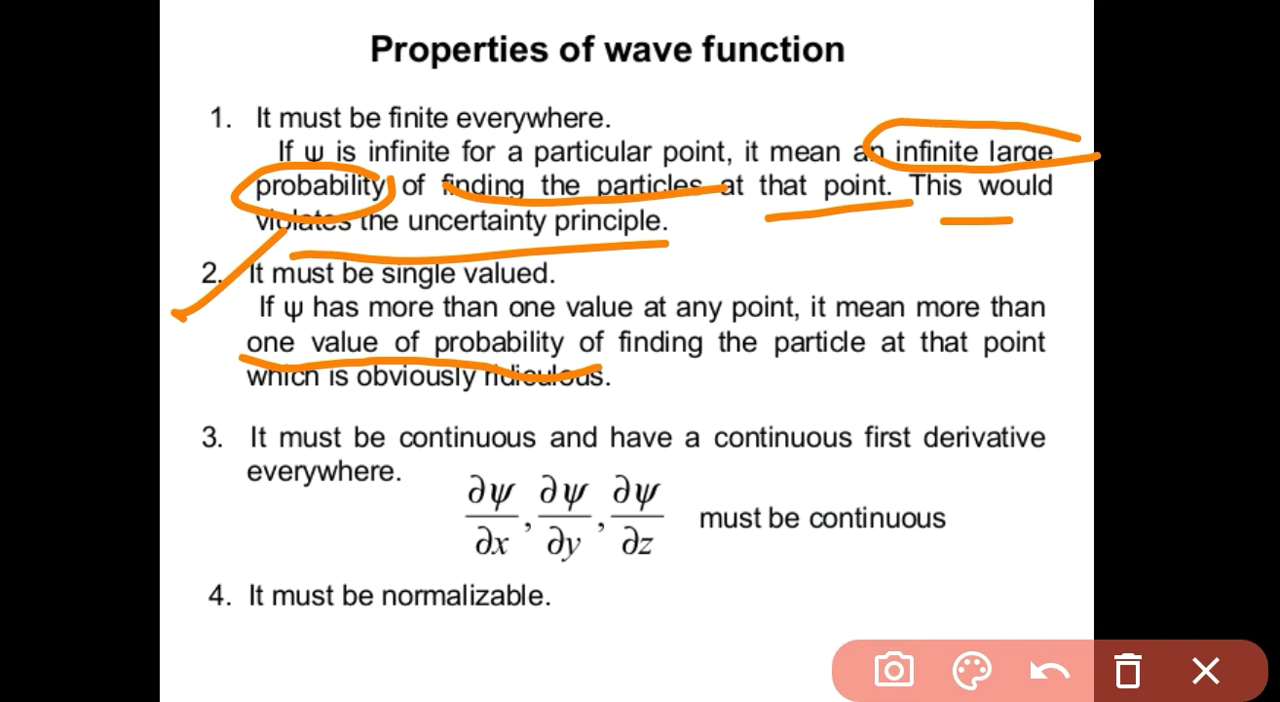 Properties of wave function
1. It must be finite everywhere.
If ψ is infinite for a particular point, it mean an infinite large
probability of finding the particles at that point. This would
violates the uncertainty principle.
2. It must be single valued.
If ψ has more than one value at any point, it mean more than
one value of probability of finding the particle at that point
which is obviously ridiculous.
3. It must be continuous and have a continuous first derivative
everywhere.
∂ψ/∂x, ∂ψ/∂y, ∂ψ/∂z must be continuous
4. It must be normalizable.